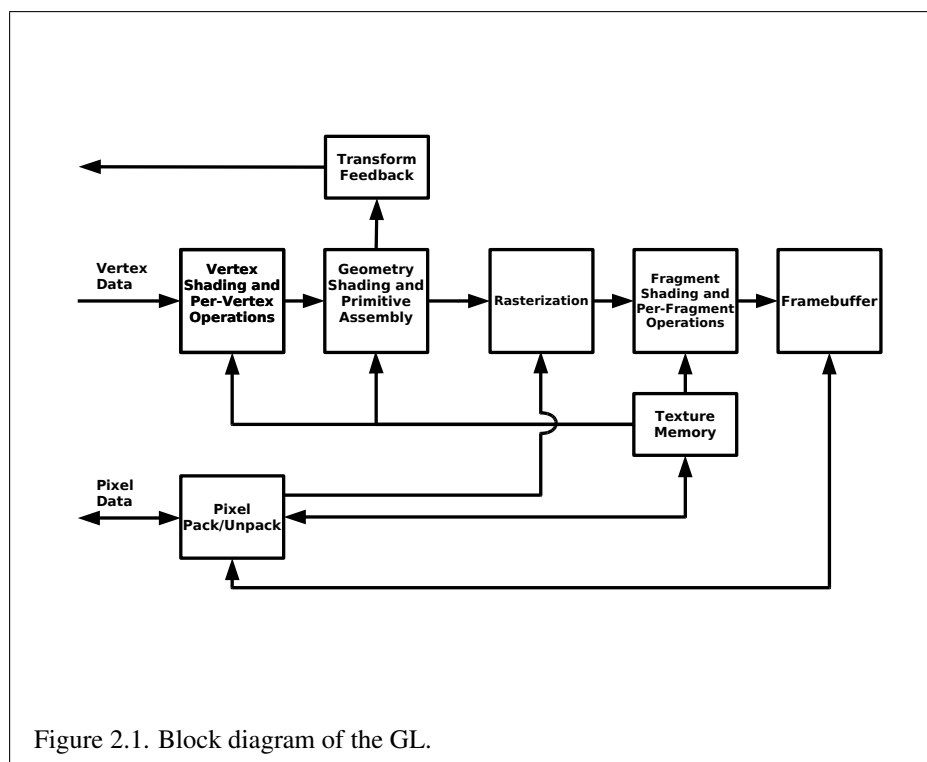 Transform
Feedback
Vertex
Data
Vertex
Shading and
Per-Vertex
Operations
Geometry
Shading and
Primitive
Assembly
Rasterization
Fragment
Shading and
Per-Fragment
Operations
Framebuffer
Texture
Memory
Pixel
Data
Pixel
Pack/Unpack
Figure 2.1. Block diagram of the GL.